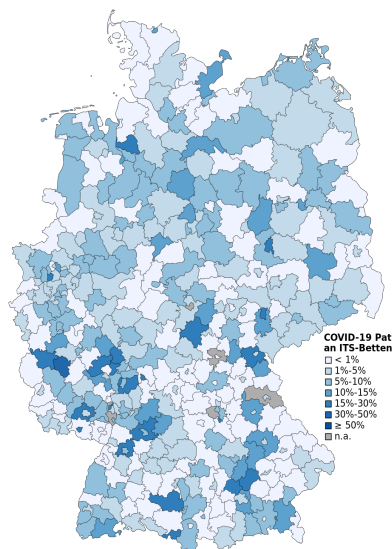 COVID-19 Pat
an ITS-Betten
< 1%
1%-5%
5%-10%
10%-15%
15%-30%
30%-50%
≥ 50%
n.a.